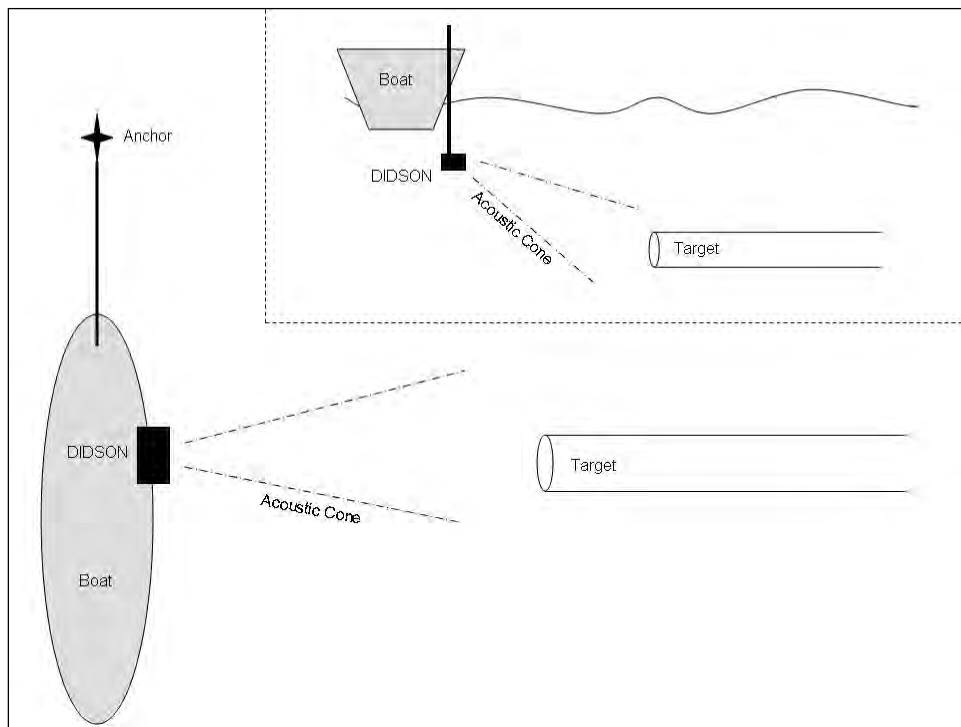 Boat
Anchor
DIDSON
Acoustic Cone
Target
DIDSON
Target
Acoustic Cone
Boat